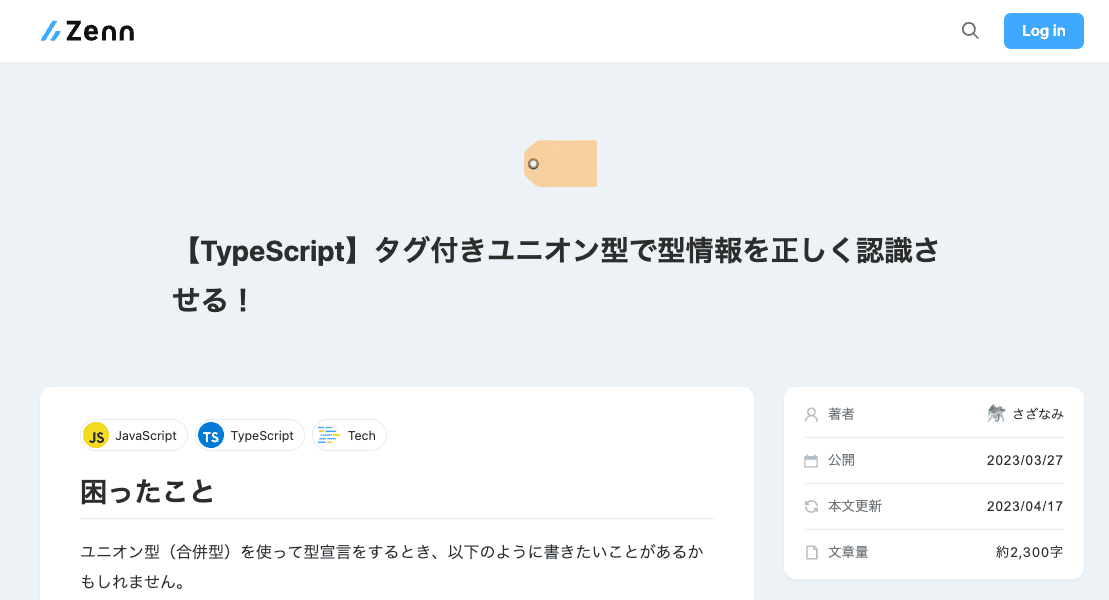 Zenn
Log in
【TypeScript】タグ付きユニオン型で型情報を正しく認識さ
せる！
JS JavaScript
TS TypeScript
Tech
困ったこと
ユニオン型（合併型）を使って型宣言をするとき、以下のように書きたいことがあるか
もしれません。
著者 さざなみ
公開 2023/03/27
本文更新 2023/04/17
文章量 約2,300字